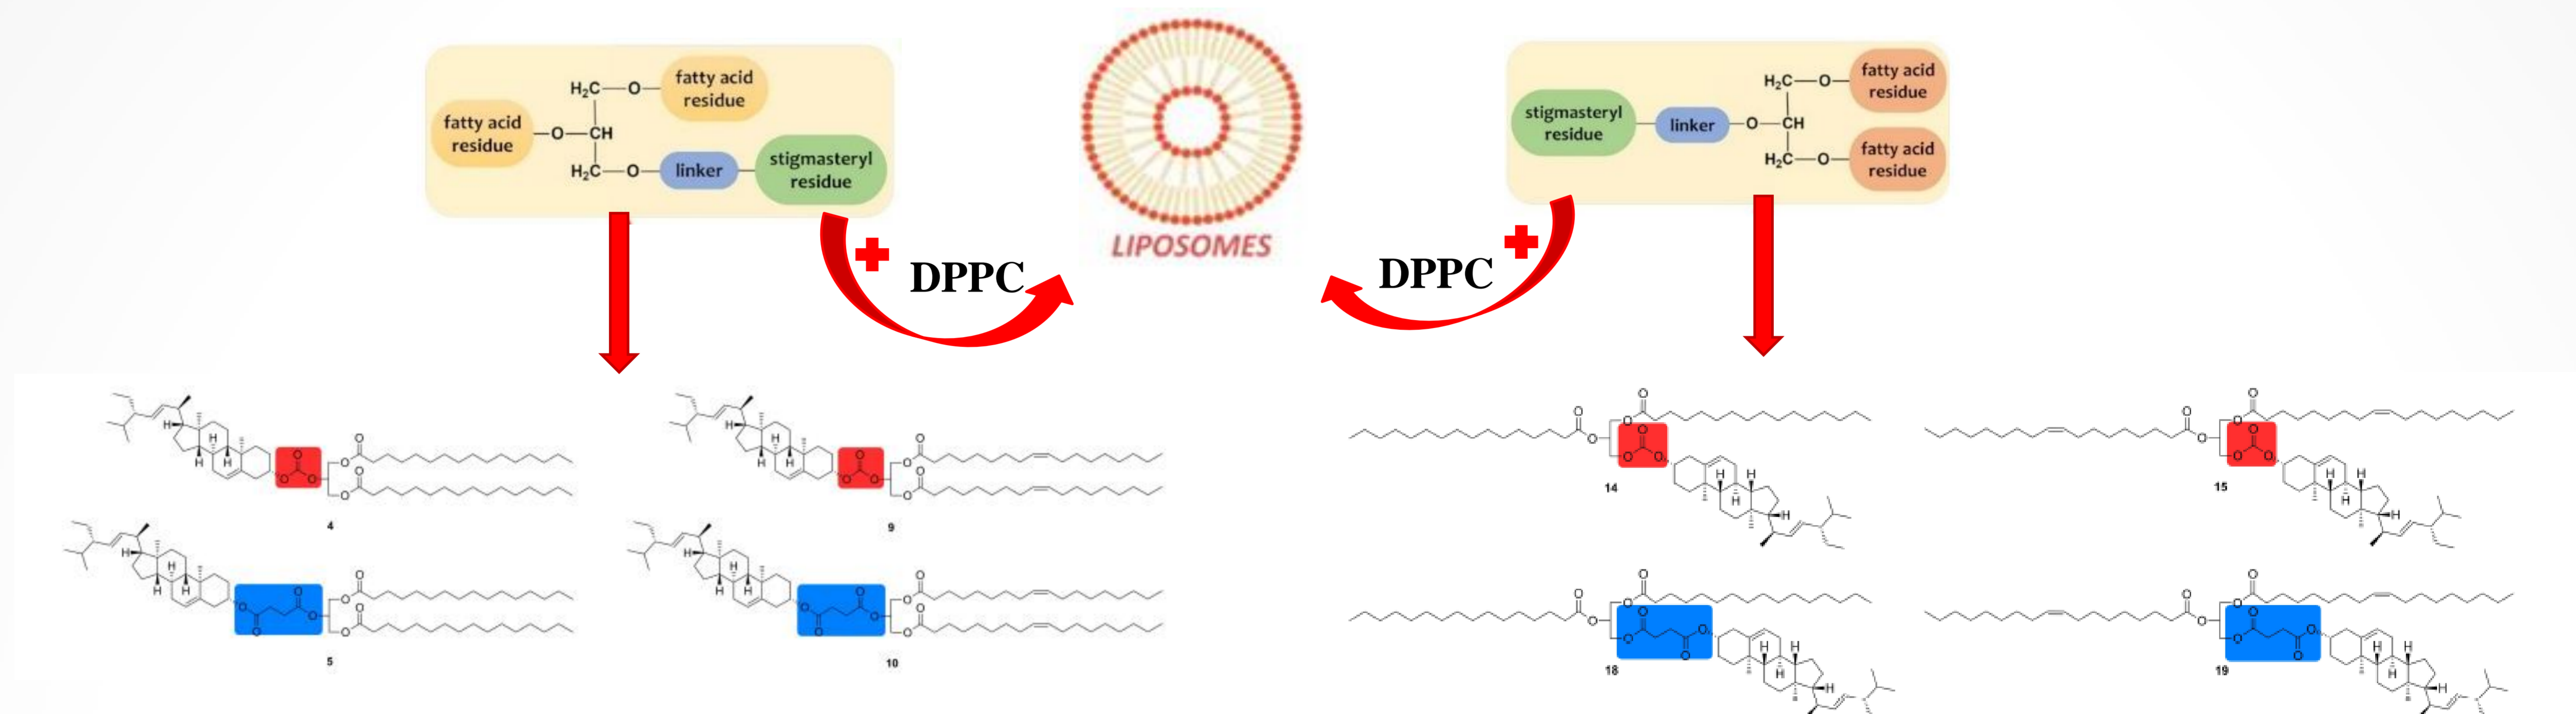 fatty acid
residue
H₂C—O—
fatty acid
residue
—O—CH
H₂C—O—
linker
stigmasteryl
residue
LIPOSOMES
stigmasteryl
residue
linker
—O—CH
H₂C—O—
fatty acid
residue
H₂C—O—
fatty acid
residue
DPPC
DPPC
4
9
5
10
14
15
18
19